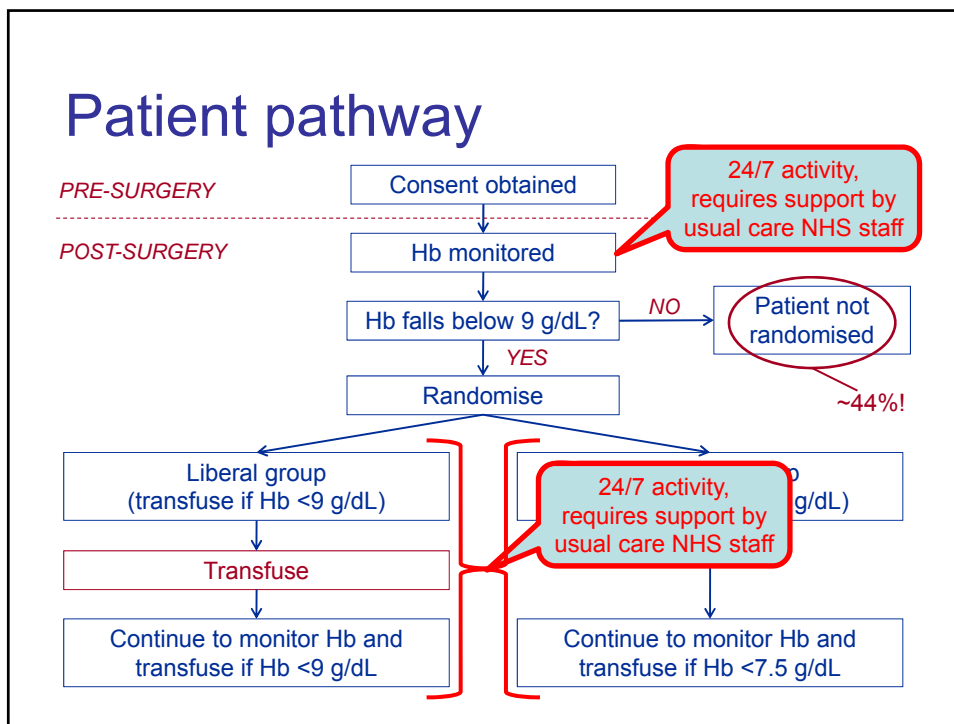 Patient pathway
PRE-SURGERY
Consent obtained
24/7 activity,
requires support by
usual care NHS staff
POST-SURGERY
Hb monitored
Hb falls below 9 g/dL?
NO
Patient not
randomised
YES
~44%!
Randomise
Liberal group
(transfuse if Hb <9 g/dL)
g/dL)
24/7 activity,
requires support by
usual care NHS staff
Transfuse
Continue to monitor Hb and
transfuse if Hb <9 g/dL
Continue to monitor Hb and
transfuse if Hb <7.5 g/dL